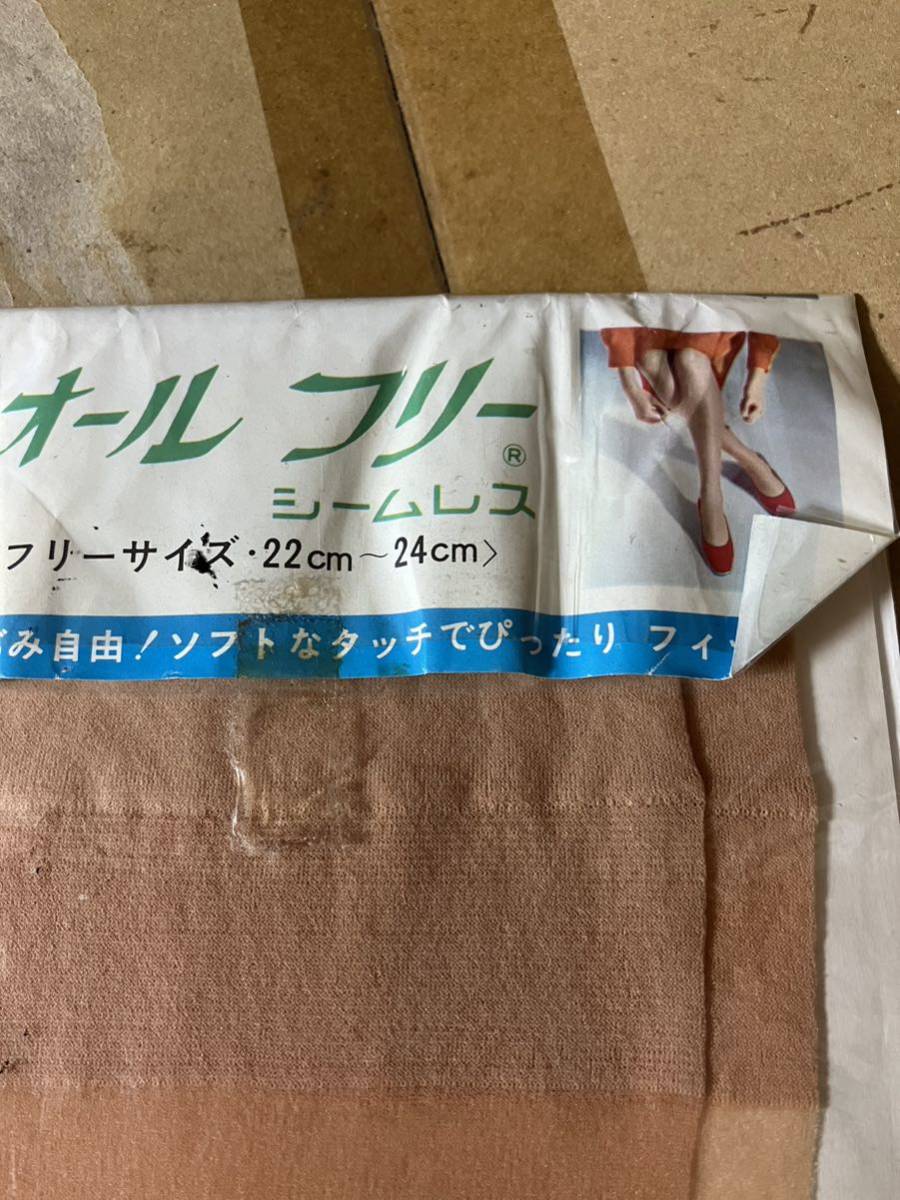 オール フリー®
シームレス
フリーサイズ・22cm～24cm〉
み自由！ソフトなタッチでぴったり フィッ